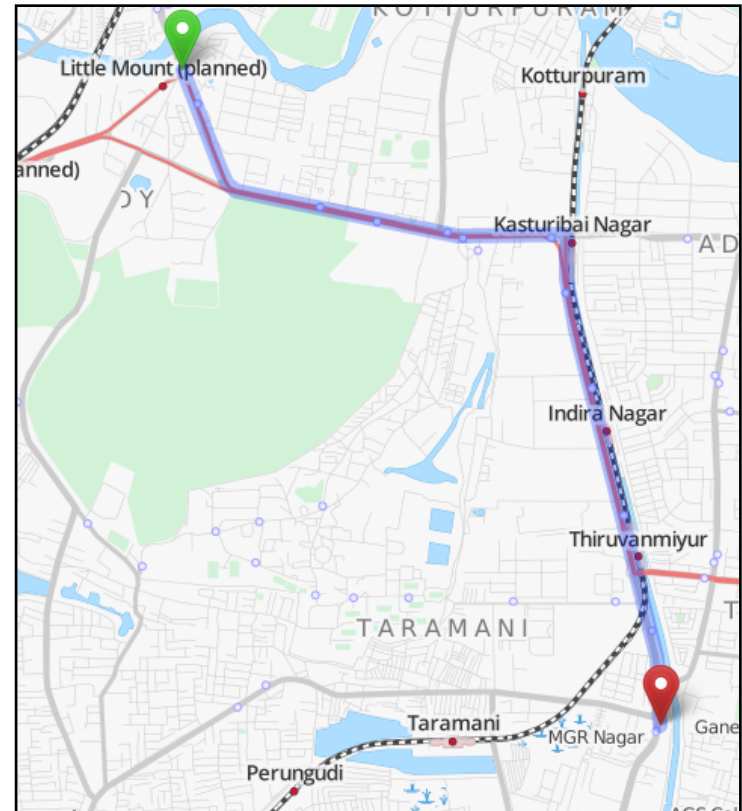 KOTTURPURAM
Little Mount (planned)
Kotturpuram
anned)
DY
Kasturibai Nagar
AD
Indira Nagar
Thiruvanmiyur
T
TARAMANI
Taramani
MGR Nagar
Gane
Perungudi